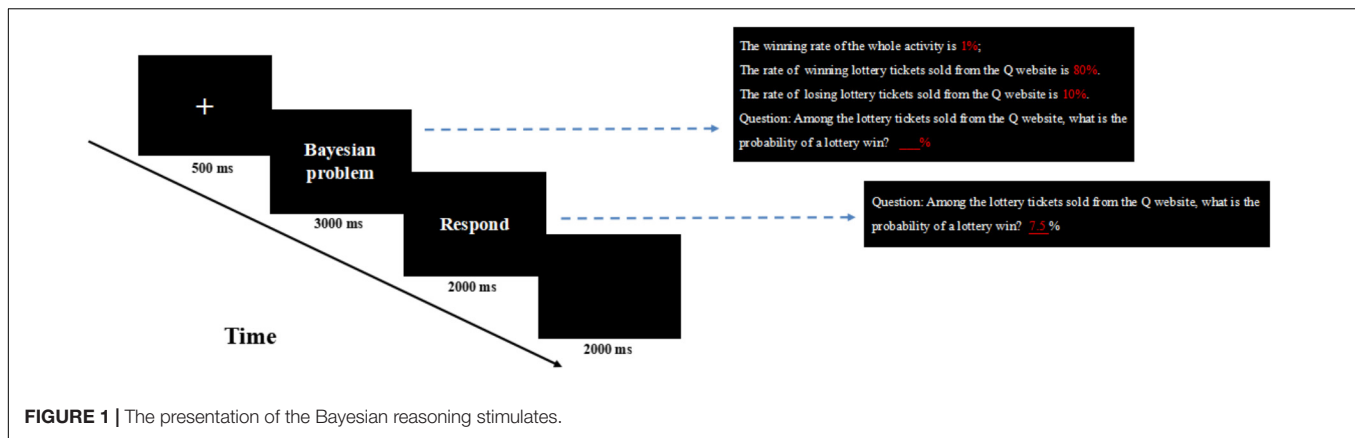 +
500 ms
Bayesian
problem
3000 ms
Respond
2000 ms
2000 ms
Time
The winning rate of the whole activity is 1%;
The rate of winning lottery tickets sold from the Q website is 80%.
The rate of losing lottery tickets sold from the Q website is 10%.
Question: Among the lottery tickets sold from the Q website, what is the
probability of a lottery win? ___%
Question: Among the lottery tickets sold from the Q website, what is the
probability of a lottery win? 7.5%
FIGURE 1 | The presentation of the Bayesian reasoning stimulates.